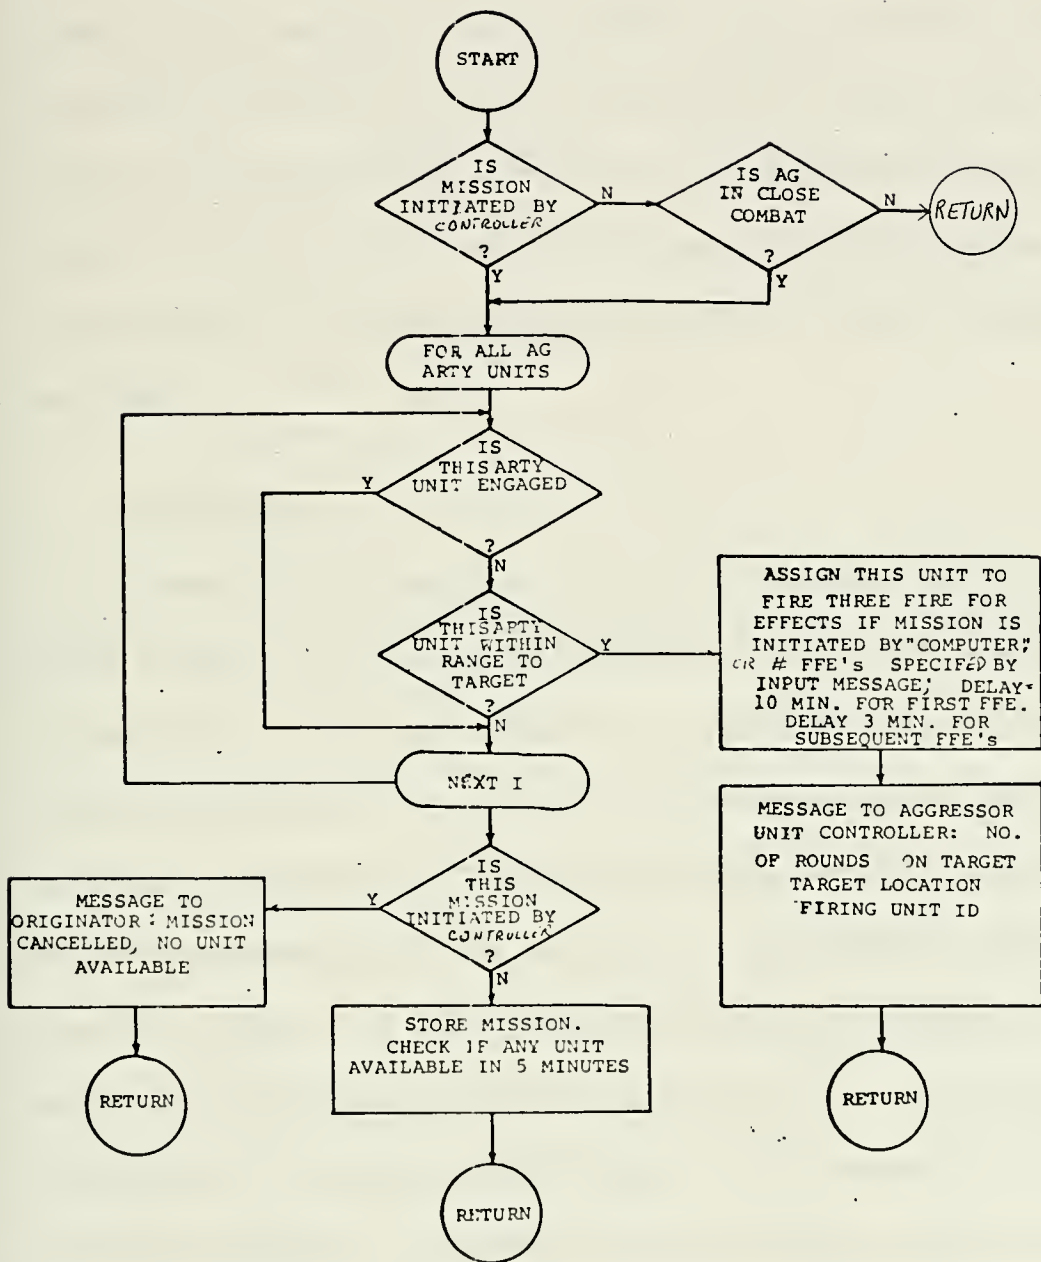 START
IS
MISSION
INITIATED BY
CONTROLLER
?
N
Y
IS AG
IN CLOSE
COMBAT
?
N
Y
RETURN
FOR ALL AG
ARTY UNITS
IS
THIS ARTY
UNIT ENGAGED
?
Y
N
IS
THIS ARTY
UNIT WITHIN
RANGE TO
TARGET
?
Y
N
ASSIGN THIS UNIT TO
FIRE THREE FIRE FOR
EFFECTS IF MISSION IS
INITIATED BY "COMPUTER",
OR # FFE's SPECIFED BY
INPUT MESSAGE; DELAY
10 MIN. FOR FIRST FFE.
DELAY 3 MIN. FOR
SUBSEQUENT FFE's
NEXT I
MESSAGE TO AGGRESSOR
UNIT CONTROLLER: NO.
OF ROUNDS ON TARGET
TARGET LOCATION
FIRING UNIT ID
RETURN
IS
THIS
MISSION
INITIATED BY
CONTROLLER
?
Y
N
MESSAGE TO
ORIGINATOR: MISSION
CANCELLED, NO UNIT
AVAILABLE
RETURN
STORE MISSION.
CHECK IF ANY UNIT
AVAILABLE IN 5 MINUTES
RETURN